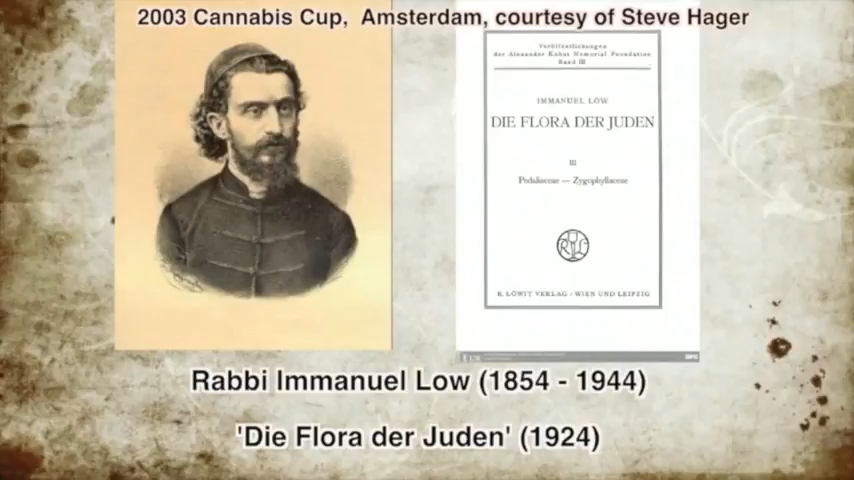 2003 Cannabis Cup, Amsterdam, courtesy of Steve Hager
Veröffentlichungen
der Alexander Kohut Memorial Foundation
Band III
IMMANUEL LÖW
DIE FLORA DER JUDEN
III
Pedaliaceae — Zygophyllaceae
R. LÖWIT VERLAG · WIEN UND LEIPZIG
Rabbi Immanuel Low (1854 - 1944)
'Die Flora der Juden' (1924)